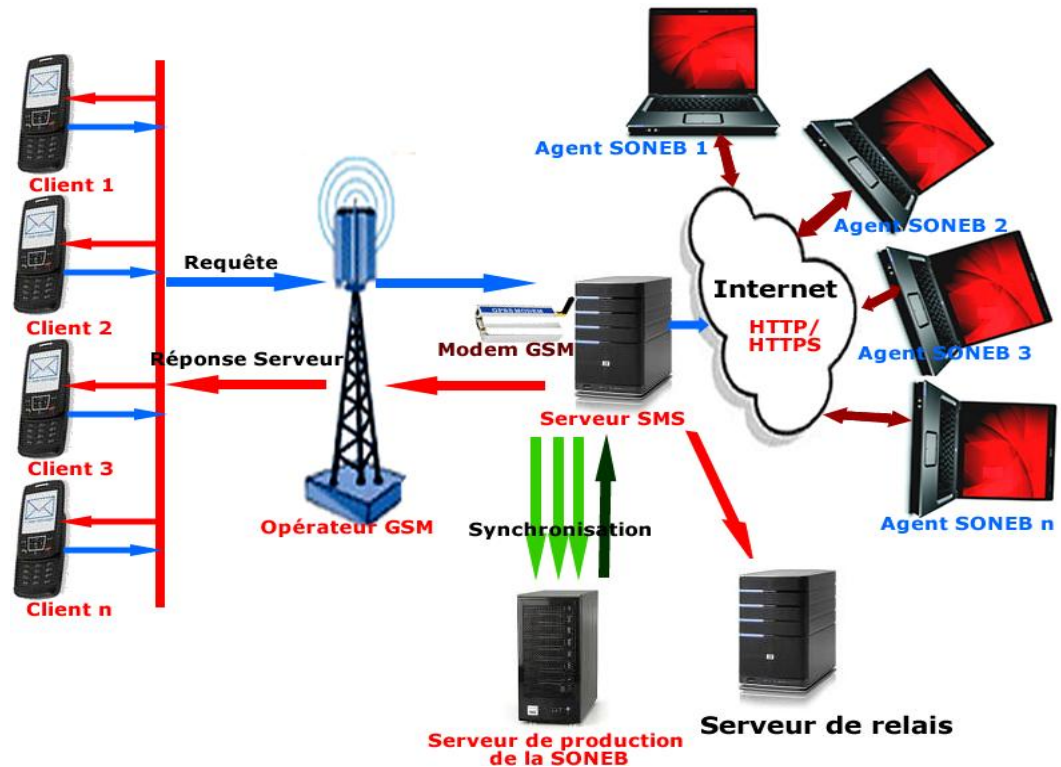 Agent SONEB 1
Client 1
Agent SONEB 2
Requête
Internet
HTTP/
HTTPS
Client 2
Modem GSM
Réponse Serveur
Agent SONEB 3
Serveur SMS
Client 3
Opérateur GSM
Synchronisation
Agent SONEB n
Client n
Serveur de production
de la SONEB
Serveur de relais